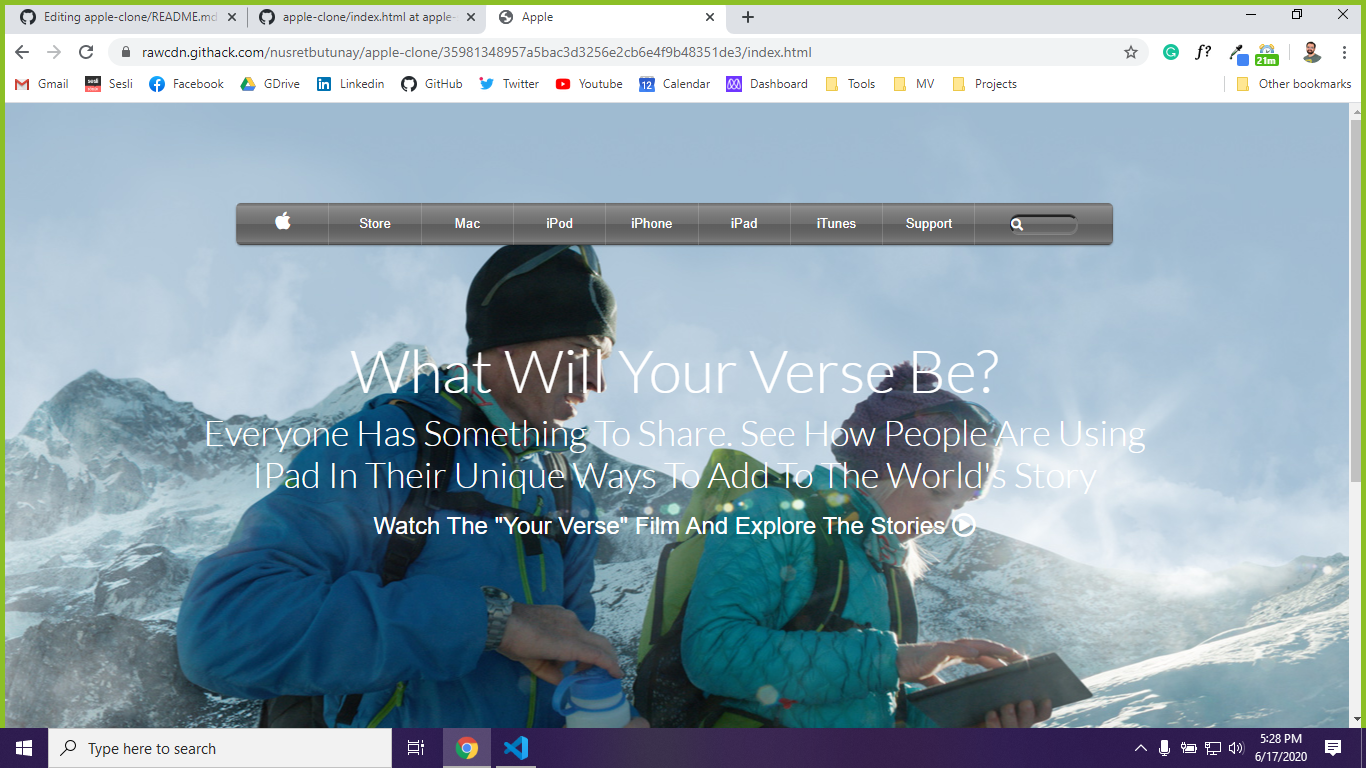 Editing apple-clone/README.md
apple-clone/index.html at apple-
Apple
rawcdn.githack.com/nusretbutunay/apple-clone/35981348957a5bac3d3256e2cb6e4f9b48351de3/index.html
f?
21m
Gmail
sesli Sesli
Facebook
GDrive
Linkedin
GitHub
Twitter
Youtube
12 Calendar
Dashboard
Tools
MV
Projects
Other bookmarks
Store
Mac
iPod
iPhone
iPad
iTunes
Support
What Will Your Verse Be?
Everyone Has Something To Share. See How People Are Using
IPad In Their Unique Ways To Add To The World's Story
Watch The "Your Verse" Film And Explore The Stories
Type here to search
5:28 PM
6/17/2020